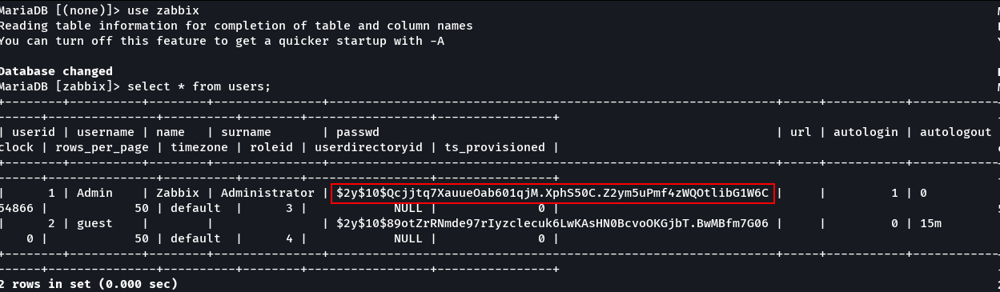 MariaDB [(none)]> use zabbix
Reading table information for completion of table and column names
You can turn off this feature to get a quicker startup with -A
Database changed
MariaDB [zabbix]> select * from users;
+--------+----------+--------+---------------+--------------------------------------------------------------+-----+-----------+------------
------+---------------+----------+--------+-----------------+----------------+
| userid | username | name   | surname       | passwd                                                       | url | autologin | autologout
clock | rows_per_page | timezone | roleid | userdirectoryid | ts_provisioned |
+--------+----------+--------+---------------+--------------------------------------------------------------+-----+-----------+------------
------+---------------+----------+--------+-----------------+----------------+
|      1 | Admin    | Zabbix | Administrator | $2y$10$Qcjjtq7XauueOab601qjM.XphS50C.Z2ym5uPmf4zWQOtlibG1W6C |     |         1 | 0
54866 |            50 | default  |      3 |            NULL |              0 |
|      2 | guest    |        |               | $2y$10$89otZrRNmde97rIyzclecuk6LwKAsHN0BcvoOKGjbT.BwMBfm7G06 |     |         0 | 15m
    0 |            50 | default  |      4 |            NULL |              0 |
+--------+----------+--------+---------------+--------------------------------------------------------------+-----+-----------+------------
------+---------------+----------+--------+-----------------+----------------+
2 rows in set (0.000 sec)